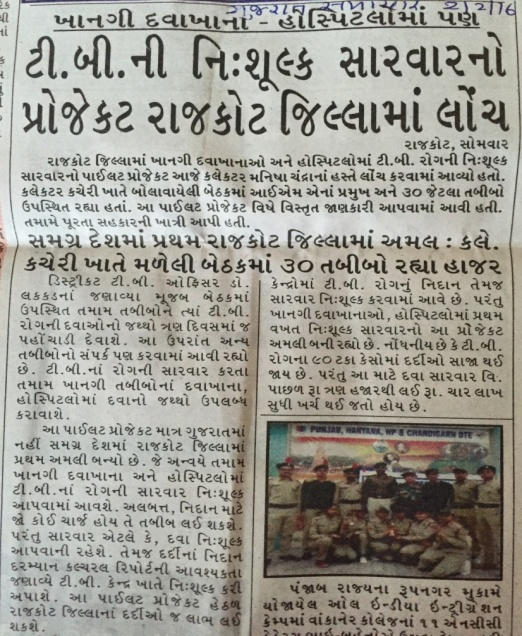 ગુજરાત સમાચાર 2/2/16
ખાનગી દવાખાના - હોસ્પિટલોમાં પણ
ટી.બી.ની નિઃશૂલ્ક સારવારનો
પ્રોજેક્ટ રાજકોટ જિલ્લામાં લોંચ
રાજકોટ, સોમવાર
રાજકોટ જિલ્લામાં ખાનગી દવાખાનાઓ અને હોસ્પિટલોમાં ટી.બી. રોગની નિઃશૂલ્ક
સારવારનો પાઈલટ પ્રોજેક્ટ આજે કલેકટર મનિષા ચંદ્રાનાં હસ્તે લોંચ કરવામાં આવ્યો હતો.
કલેકટર કચેરી ખાતે બોલાવાયેલી બેઠકમાં આઈએમ એનાં પ્રમુખ અને ૩૦ જેટલા તબીબો
ઉપસ્થિત રહ્યા હતાં. આ પાઈલટ પ્રોજેક્ટ વિષે વિસ્તૃત જાણકારી આપવામાં આવી હતી.
તમામે પૂરતા સહકારની ખાત્રી આપી હતી.
સમગ્ર દેશમાં પ્રથમ રાજકોટ જિલ્લામાં અમલ : કલે.
કચેરી ખાતે મળેલી બેઠકમાં ૩૦ તબીબો રહ્યા હાજર
ડિસ્ટ્રીકટ ટી.બી. ઓફિસર ડો.
લકકડનાં જણાવ્યા મૂજબ બેઠકમાં
ઉપસ્થિત તમામ તબીબોને ત્યાં ટી.બી.
રોગની દવાઓનો જથ્થો ત્રણ દિવસમાં જ
પહોંચાડી દેવાશે. આ ઉપરાંત અન્ય
તબીબોનો સંપર્ક પણ કરવામાં આવી રહ્યો
છે. ટી.બી.નાં રોગની સારવાર કરતા
તમામ ખાનગી તબીબોનાં દવાખાના,
હોસ્પિટલોમાં દવાનો જથ્થો ઉપલબ્ધ
કરાવાશે.
આ પાઈલટ પ્રોજેક્ટ માત્ર ગુજરાતમાં
નહીં સમગ્ર દેશમાં રાજકોટ જિલ્લામાં
પ્રથમ અમલી બન્યો છે. જે અન્વયે તમામ
ખાનગી દવાખાના અને હોસ્પિટલોમાં
ટી.બી.નાં રોગની સારવાર નિઃશૂલ્ક
આપવામાં આવશે. અલબત્ત, નિદાન માટે
જો કોઈ ચાર્જ હોય તે તબીબ લઈ શકશે.
પરંતુ સારવાર એટલે કે, દવા નિઃશૂલ્ક
આપવાની રહેશે. તેમજ દર્દીનાં નિદાન
દરમ્યાન કલ્ચરલ રિપોર્ટની આવશ્યકતા
જણાવ્યે ટી.બી. કેન્દ્ર ખાતે નિઃશૂલ્ક કરી
અપાશે. આ પાઈલટ પ્રોજેક્ટ હેઠળ
રાજકોટ જિલ્લાનાં દર્દીઓ જ લાભ લઈ
શકશે.
કેન્દ્રોમાં ટી.બી. રોગનું નિદાન તેમજ
સારવાર નિઃશૂલ્ક કરવામાં આવે છે. પરંતુ
ખાનગી દવાખાનાઓ, હોસ્પિટલોમાં પ્રથમ
વખત નિઃશૂલ્ક સારવારનો આ પ્રોજેક્ટ
અમલી બની રહ્યો છે. નોંધનીય છે કે ટી.બી.
રોગના ૯૦ ટકા કેસોમાં દર્દીઓ સાજા થઈ
જાય છે. પરંતુ આ માટે દવા સારવાર વિ.
પાછળ રૂા ત્રણ હજારથી લઈ રૂા. ચાર લાખ
સુધી ખર્ચ થઈ જતો હોય છે.
PUNJAB, HARYANA, HP & CHANDIGARH DTE
પંજાબ રાજ્યના રૂપનગર મુકામે
યોજાયેલ ઓલ ઇન્ડીયા ઇન્ટીગ્રેશન
કેમ્પમાં વાંકાનેર કોલેજનાં ૧૧ એનસીસી